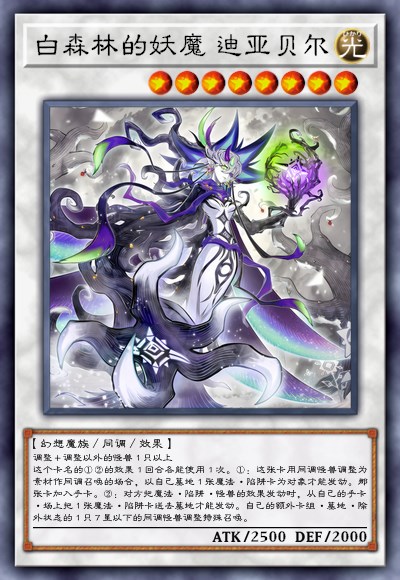 白森林的妖魔 迪亚贝尔
光
【幻想魔族／同调／效果】
调整＋调整以外的怪兽1只以上
这个卡名的①②的效果1回合各能使用1次。①：这张卡用同调怪兽调整为
素材作同调召唤的场合，以自己墓地1张魔法·陷阱卡为对象才能发动。那
张卡加入手卡。②：对方把魔法·陷阱·怪兽的效果发动时，从自己的手卡
·场上把1张魔法·陷阱卡送去墓地才能发动。自己的额外卡组·墓地·除
外状态的1只7星以下的同调怪兽调整特殊召唤。
ATK/2500 DEF/2000